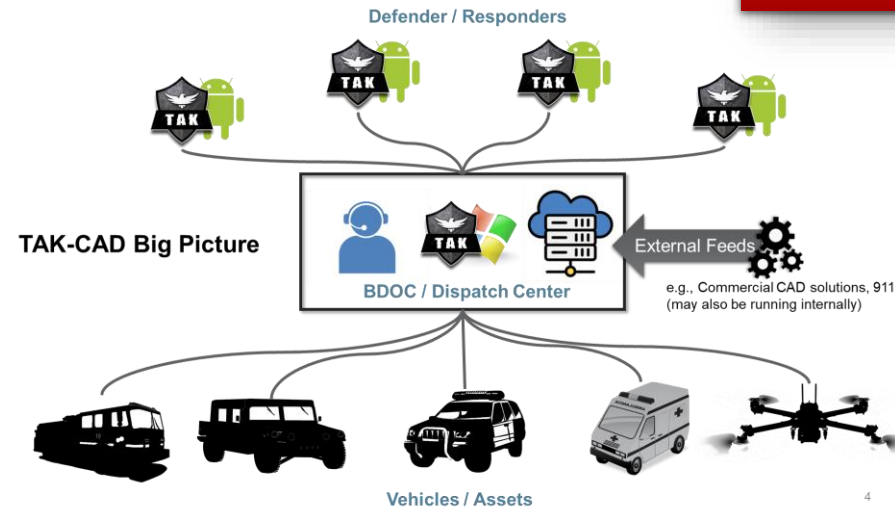 Defender / Responders
TAK
TAK
TAK
TAK
TAK-CAD Big Picture
TAK
BDOC / Dispatch Center
External Feeds
e.g., Commercial CAD solutions, 911
(may also be running internally)
AMBULANCE
Vehicles / Assets
4